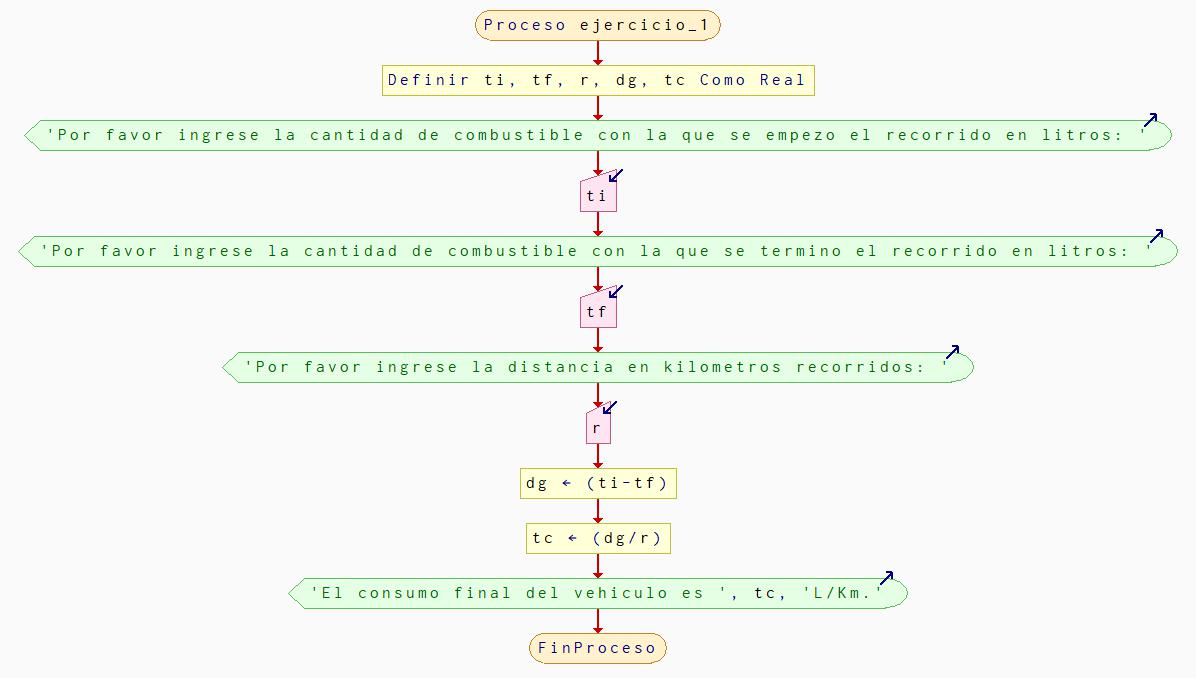 Proceso ejercicio_1
Definir ti, tf, r, dg, tc Como Real
'Por favor ingrese la cantidad de combustible con la que se empezo el recorrido en litros: '
ti
'Por favor ingrese la cantidad de combustible con la que se termino el recorrido en litros: '
tf
'Por favor ingrese la distancia en kilometros recorridos: '
r
dg ← (ti-tf)
tc ← (dg/r)
'El consumo final del vehiculo es ', tc, 'L/Km.'
FinProceso